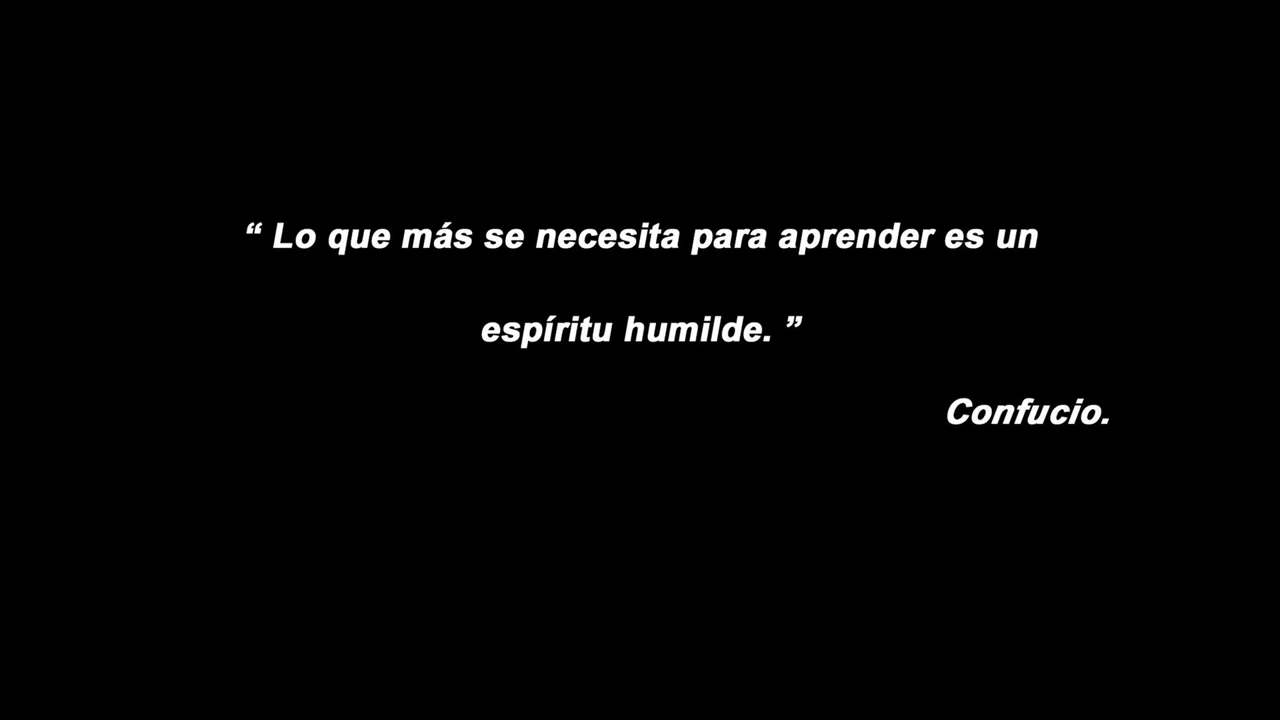 “ Lo que más se necesita para aprender es un
espíritu humilde. ”
Confucio.